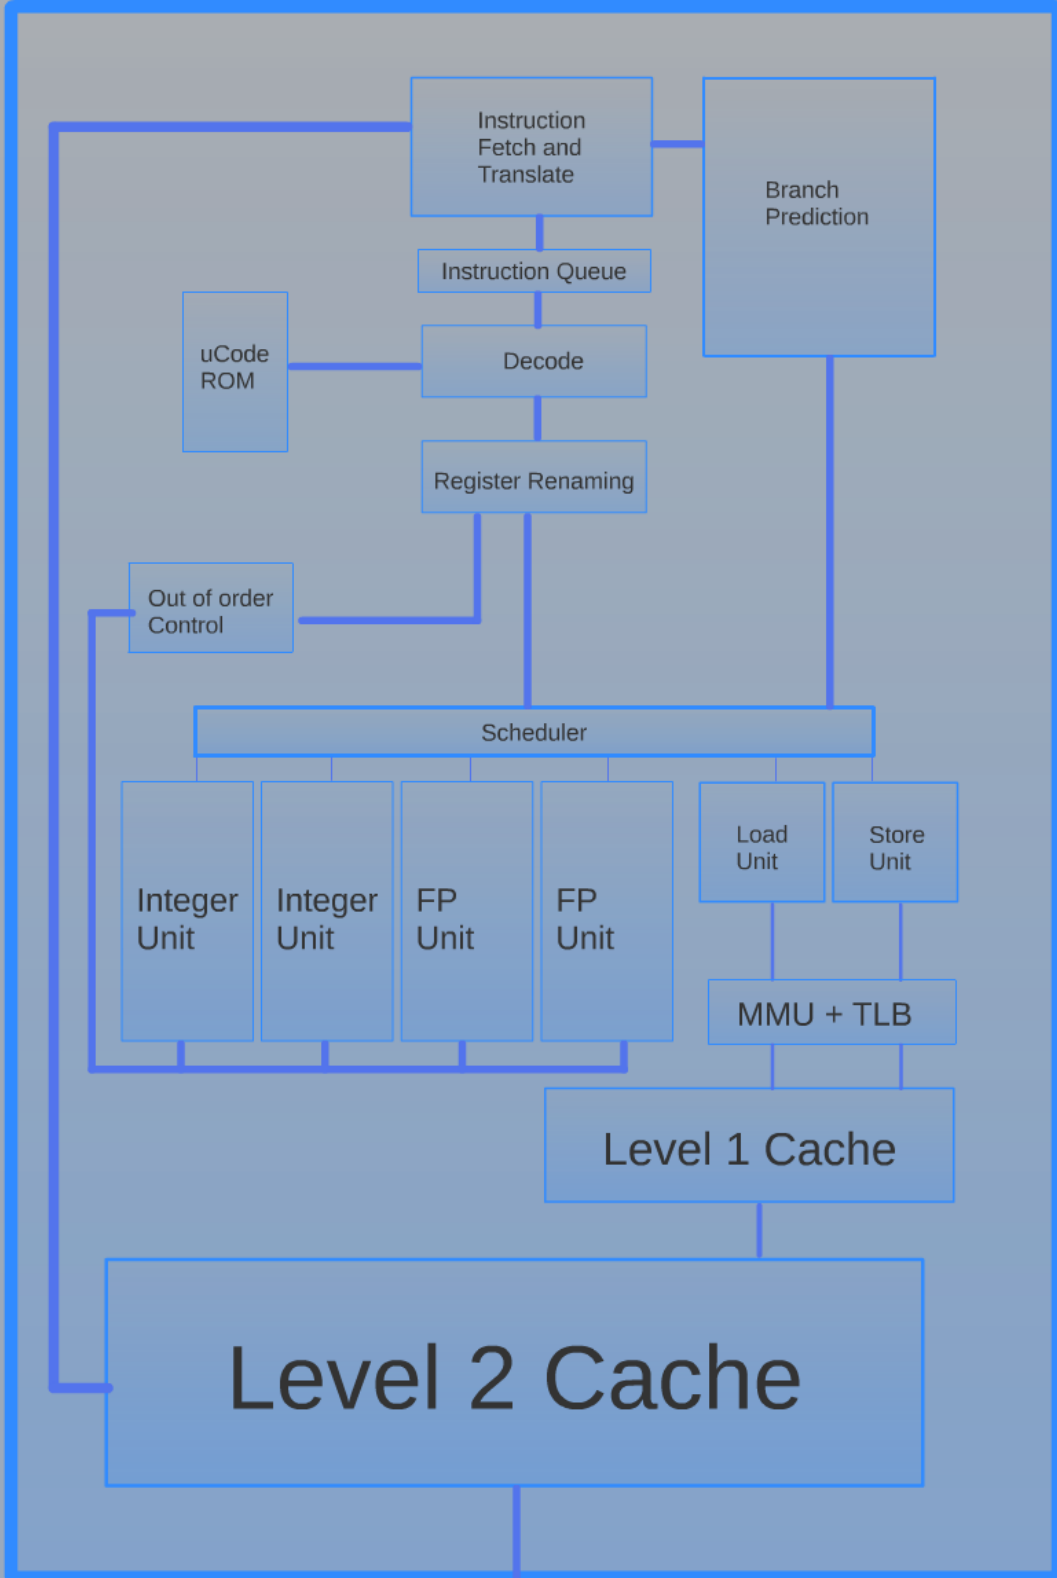 Instruction
Fetch and
Translate
Branch
Prediction
Instruction Queue
uCode
ROM
Decode
Register Renaming
Out of order
Control
Scheduler
Integer
Unit
Integer
Unit
FP
Unit
FP
Unit
Load
Unit
Store
Unit
MMU + TLB
Level 1 Cache
Level 2 Cache